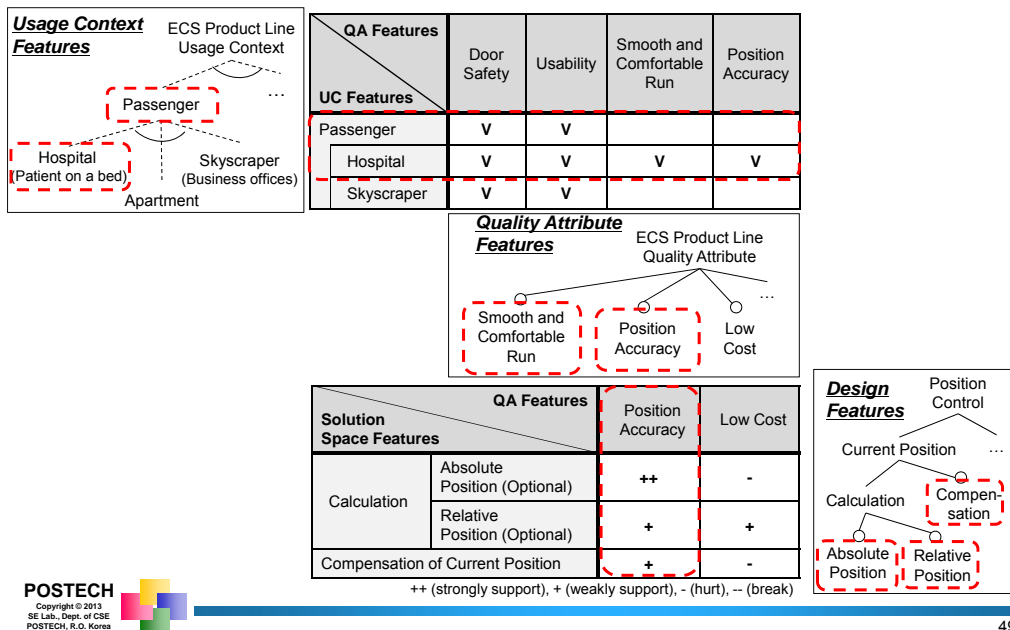 Usage Context
Features
ECS Product Line
Usage Context
...
Passenger
Hospital
(Patient on a bed)
Skyscraper
(Business offices)
Apartment
QA Features
UC Features
Door
Safety
Usability
Smooth and
Comfortable
Run
Position
Accuracy
Passenger V V
Hospital V V V V
Skyscraper V V
Quality Attribute
Features
ECS Product Line
Quality Attribute
...
Smooth and
Comfortable
Run
Position
Accuracy
Low
Cost
QA Features
Solution
Space Features
Position
Accuracy
Low Cost
Calculation
Absolute
Position (Optional)
++ -
Relative
Position (Optional)
+ +
Compensation of Current Position + -
++ (strongly support), + (weakly support), - (hurt), -- (break)
Design
Features
Position
Control
Current Position
...
Calculation
Compen-
sation
Absolute
Position
Relative
Position
POSTECH
Copyright © 2013
SE Lab., Dept. of CSE
POSTECH, R.O. Korea